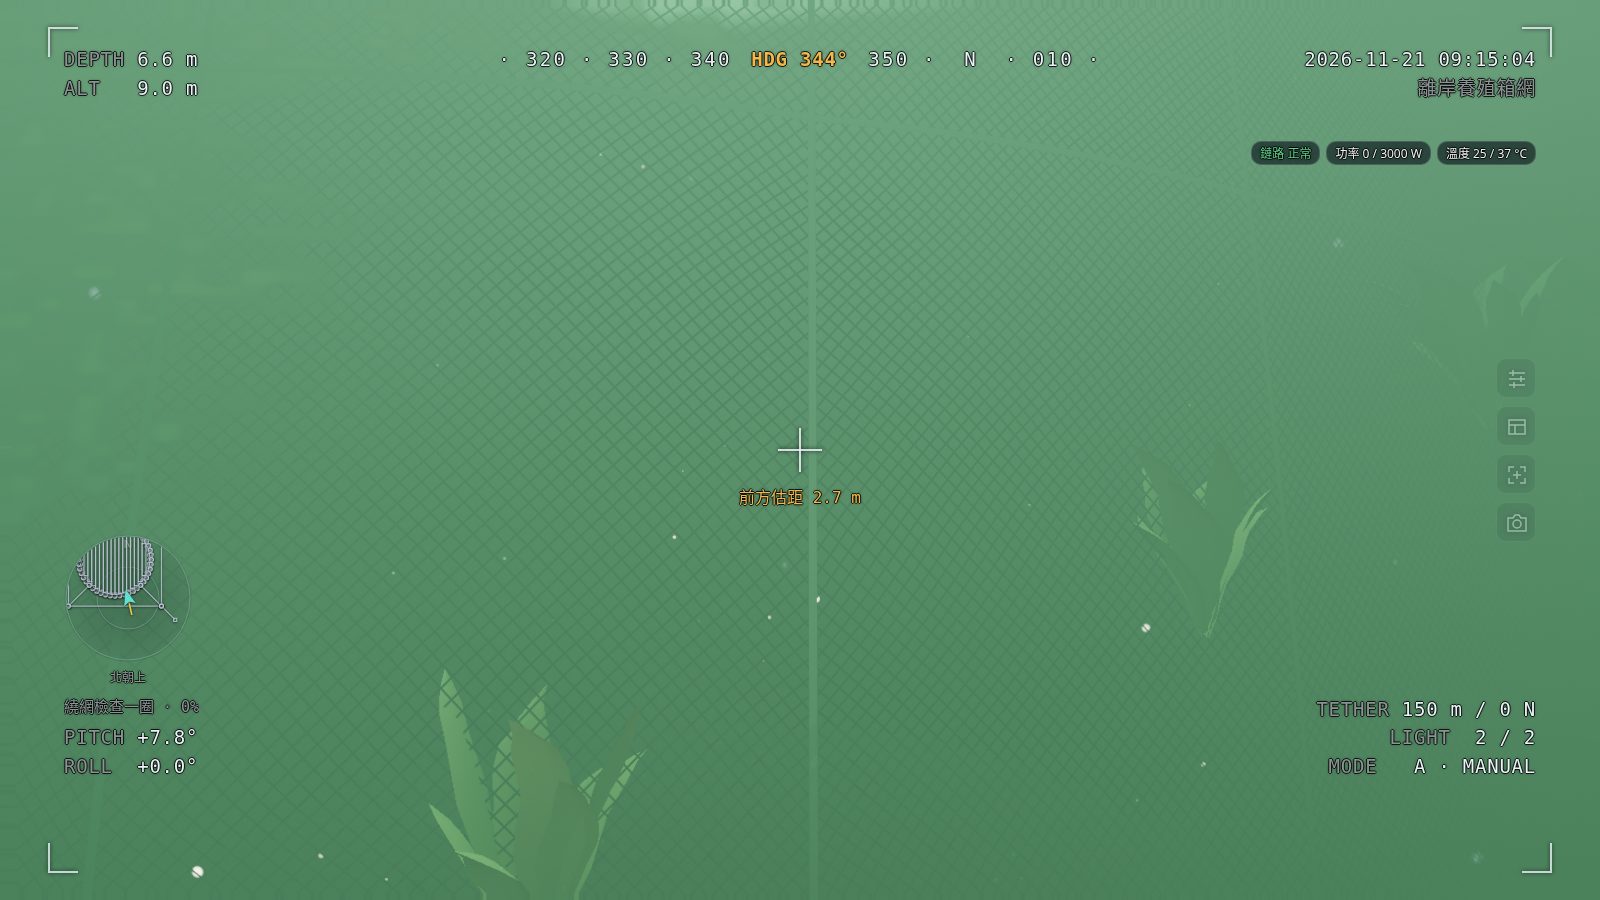 DEPTH 6.6 m
ALT 9.0 m
· 320 · 330 · 340 HDG 344° 350 · N · 010 ·
2026-11-21 09:15:04
離岸養殖箱網
鏈路 正常
功率 0 / 3000 W
溫度 25 / 37 °C
前方估距 2.7 m
北朝上
繞網檢查一圈 · 0%
PITCH +7.8°
ROLL +0.0°
TETHER 150 m / 0 N
LIGHT 2 / 2
MODE A · MANUAL